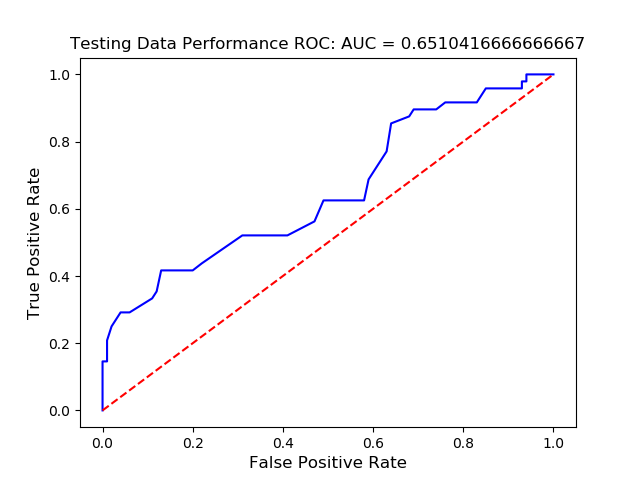 Testing Data Performance ROC: AUC = 0.6510416666666667
1.0
0.8
0.6
0.4
0.2
0.0
True Positive Rate
0.0 0.2 0.4 0.6 0.8 1.0
False Positive Rate